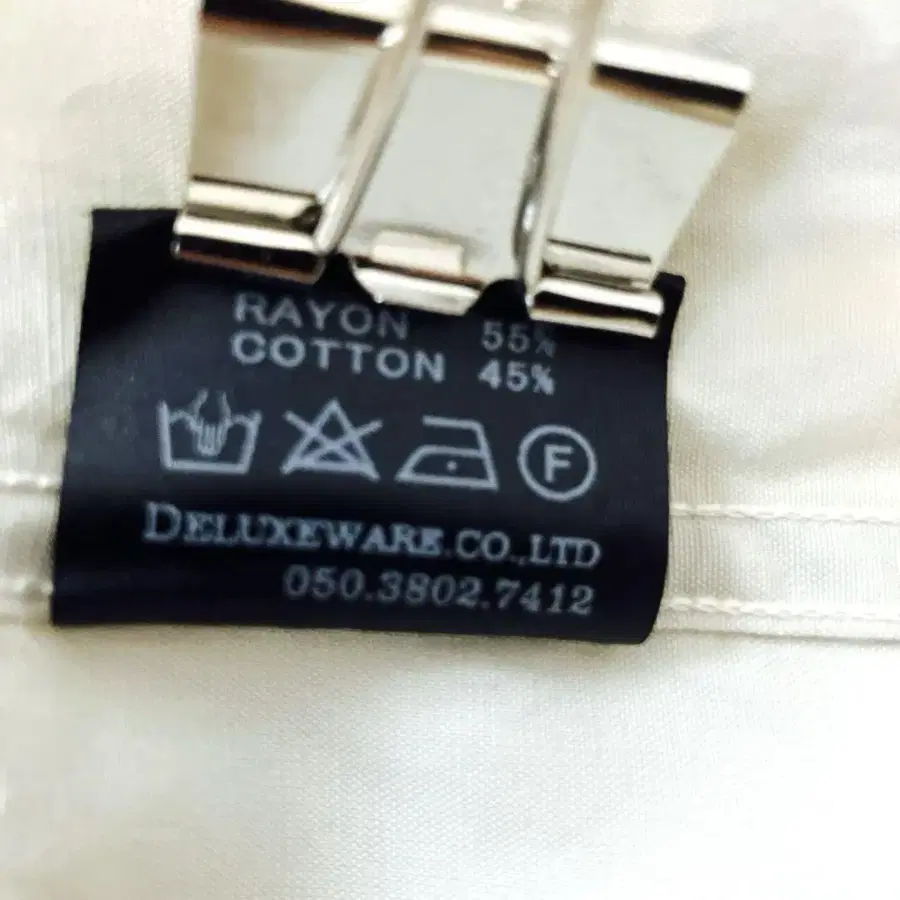 RAYON 55%
COTTON 45%
F
DELUXEWARE.CO.,LTD
050.3802.7412